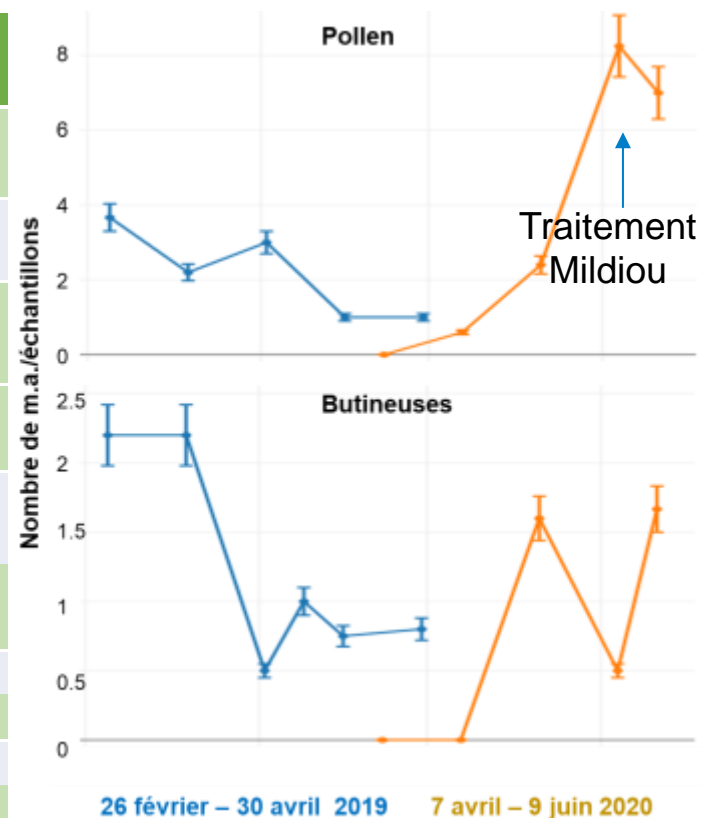 Pollen
8
6
4
2
0
Traitement
Mildiou
Nombre de m.a./échantillons
Butineuses
2.5
2
1.5
1
0.5
0
26 février – 30 avril 2019
7 avril – 9 juin 2020